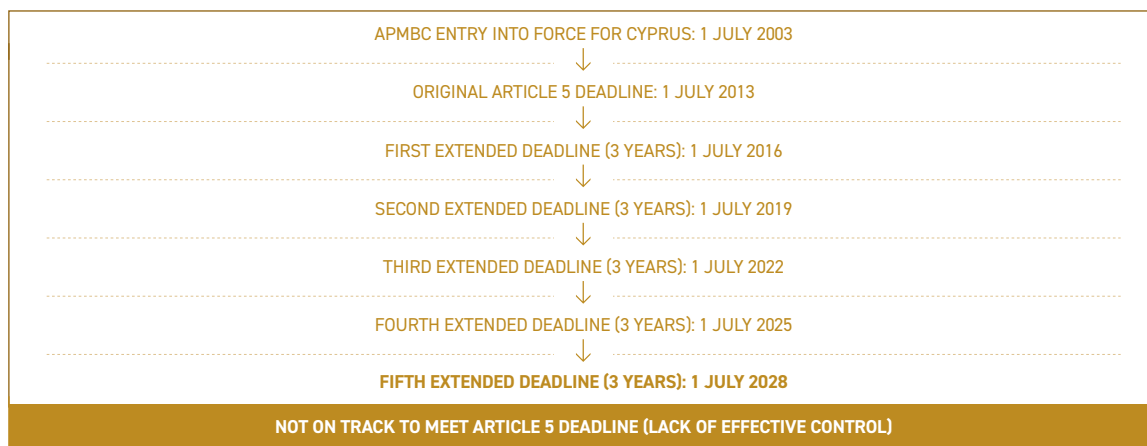 APMBC ENTRY INTO FORCE FOR CYPRUS: 1 JULY 2003
ORIGINAL ARTICLE 5 DEADLINE: 1 JULY 2013
FIRST EXTENDED DEADLINE (3 YEARS): 1 JULY 2016
SECOND EXTENDED DEADLINE (3 YEARS): 1 JULY 2019
THIRD EXTENDED DEADLINE (3 YEARS): 1 JULY 2022
FOURTH EXTENDED DEADLINE (3 YEARS): 1 JULY 2025
FIFTH EXTENDED DEADLINE (3 YEARS): 1 JULY 2028
NOT ON TRACK TO MEET ARTICLE 5 DEADLINE (LACK OF EFFECTIVE CONTROL)